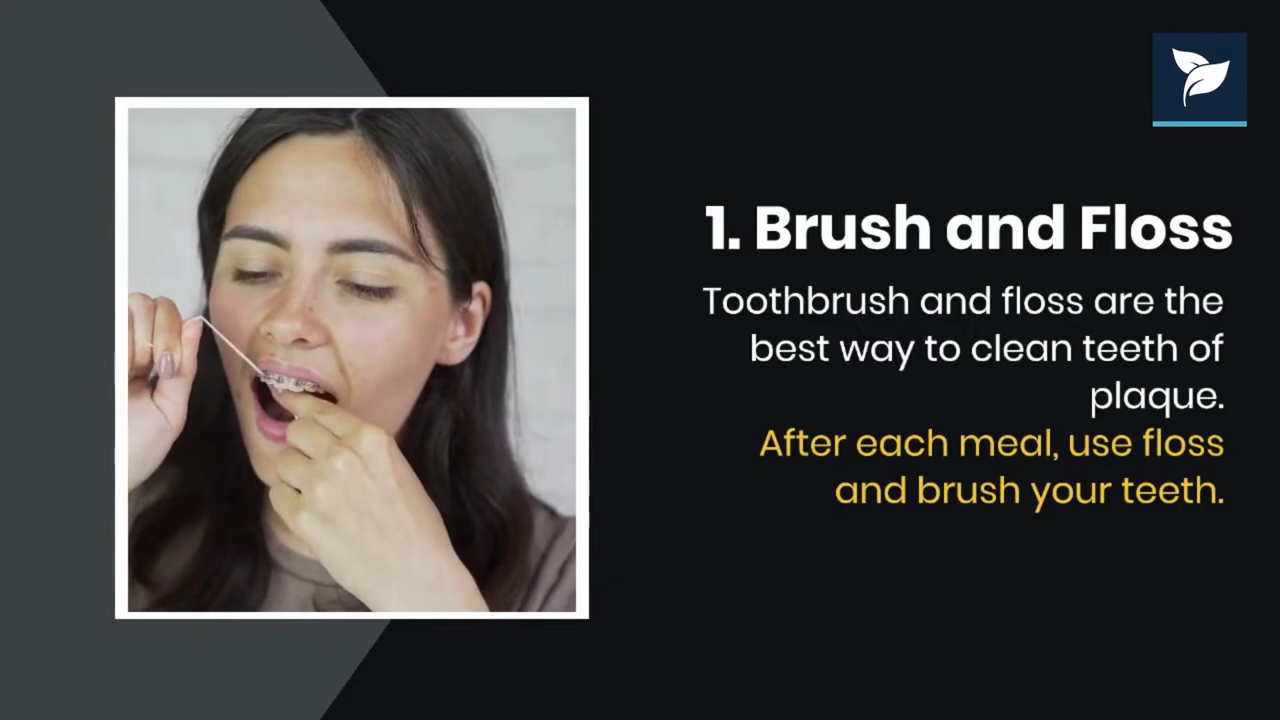 1. Brush and Floss
Toothbrush and floss are the
best way to clean teeth of
plaque.
After each meal, use floss
and brush your teeth.